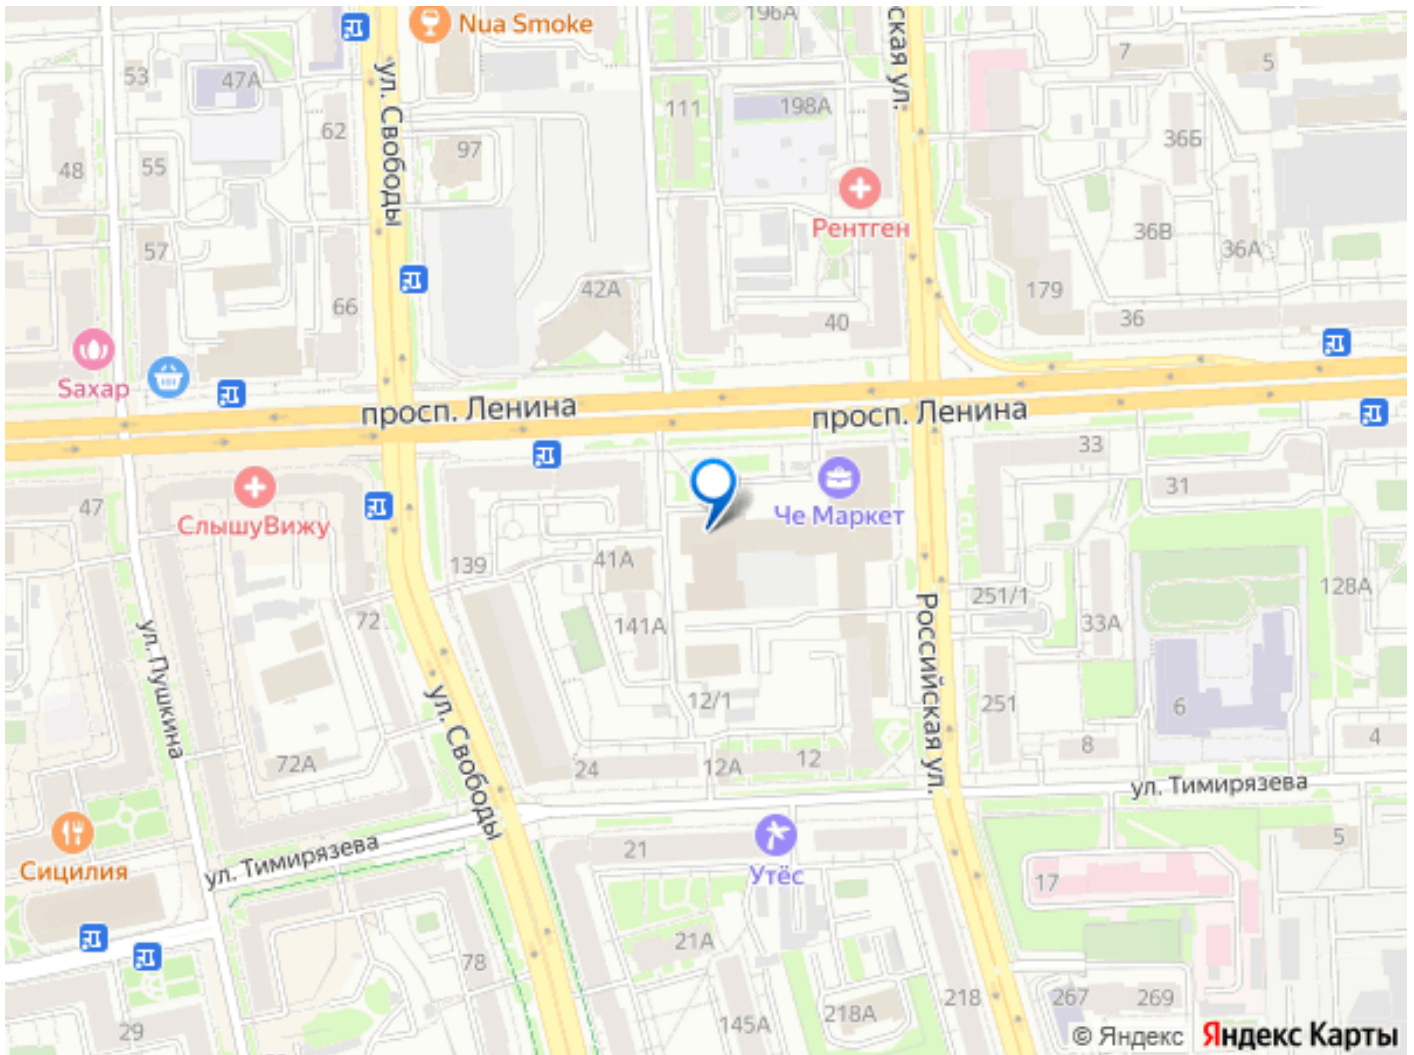 196А
Nua Smoke
ская ул.
7
5
53
47А
ул. Свободы
62
111
198А
36Б
97
48
55
Рентген
36В
36А
57
42А
179
66
40
36
Sахар
просп. Ленина
просп. Ленина
33
31
47
СлышуВижу
Че Маркет
139
41А
251/1
128А
72
141А
33А
ул. Пушкина
Российская ул.
ул. Свободы
12/1
251
6
8
4
72А
24
12А
12
ул. Тимирязева
ул. Тимирязева
21
5
Сицилия
Утёс
17
21А
78
218
267
269
29
145А
218А
© Яндекс
Яндекс Карты